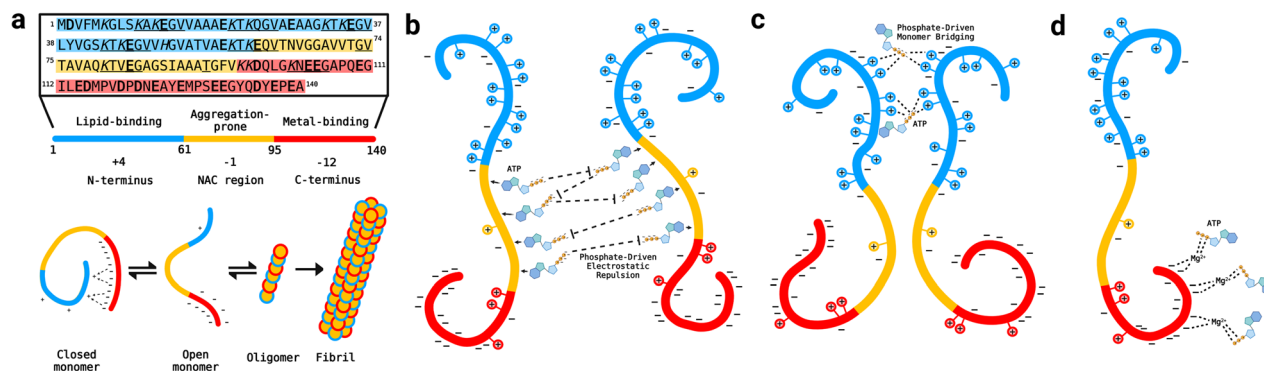 a
1 MDVFMKGLSKAKEGVVAAAEKTKQGVAEAAGKTKEGV 37
38 LYVGSKTKEGVVHGVATVAEKTKEQVTNVGGAVVTGV 74
75 TAVAQKTVEGAGSIAAATGFVKKDQLGKNEEGAPQEG 111
112 ILEDMPVDPDNEAYEMPSEEGYQDYEPEA 140
Lipid-binding Aggregation-prone Metal-binding
1 61 95 140
+4 -1 -12
N-terminus NAC region C-terminus
Closed monomer
Open monomer
Oligomer
Fibril
b
ATP
Phosphate-Driven
Electrostatic
Repulsion
c
Phosphate-Driven
Monomer Bridging
ATP
d
ATP
Mg2+
Mg2+
Mg2+